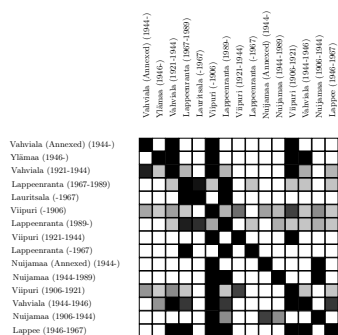 Vahviala (Annexed) (1944-)
Ylämaa (1946-)
Vahviala (1921-1944)
Lappeenranta (1967-1989)
Lauritsala (-1967)
Viipuri (-1906)
Lappeenranta (1989-)
Viipuri (1921-1944)
Lappeenranta (-1967)
Nuijamaa (Annexed) (1944-)
Nuijamaa (1944-1989)
Viipuri (1906-1921)
Vahviala (1944-1946)
Nuijamaa (1906-1944)
Lappee (1946-1967)
Vahviala (Annexed) (1944-)
Ylämaa (1946-)
Vahviala (1921-1944)
Lappeenranta (1967-1989)
Lauritsala (-1967)
Viipuri (-1906)
Lappeenranta (1989-)
Viipuri (1921-1944)
Lappeenranta (-1967)
Nuijamaa (Annexed) (1944-)
Nuijamaa (1944-1989)
Viipuri (1906-1921)
Vahviala (1944-1946)
Nuijamaa (1906-1944)
Lappee (1946-1967)